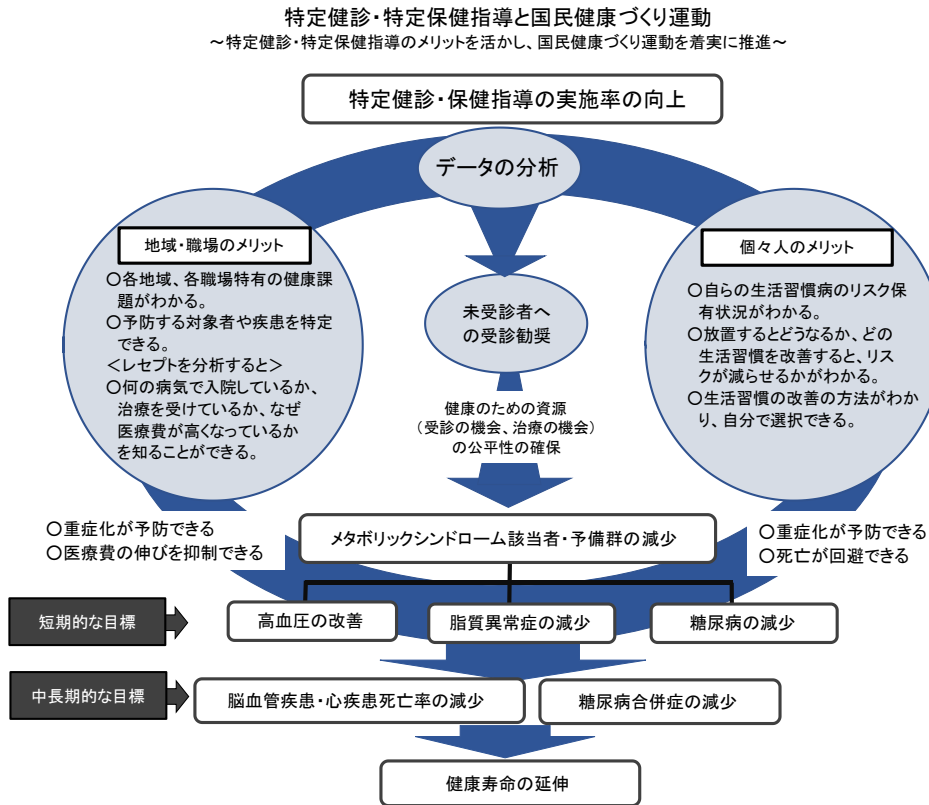 特定健診・特定保健指導と国民健康づくり運動
～特定健診・特定保健指導のメリットを活かし、国民健康づくり運動を着実に推進～
特定健診・保健指導の実施率の向上
データの分析
地域・職場のメリット
○各地域、各職場特有の健康課
題がわかる。
○予防する対象者や疾患を特定
できる。
＜レセプトを分析すると＞
○何の病気で入院しているか、
治療を受けているか、なぜ
医療費が高くなっているか
を知ることができる。
未受診者へ
の受診勧奨
個々人のメリット
○自らの生活習慣病のリスク保
有状況がわかる。
○放置するとどうなるか、どの
生活習慣を改善すると、リス
クが減らせるかがわかる。
○生活習慣の改善の方法がわか
り、自分で選択できる。
健康のための資源
（受診の機会、治療の機会）
の公平性の確保
○重症化が予防できる
○医療費の伸びを抑制できる
メタボリックシンドローム該当者・予備群の減少
○重症化が予防できる
○死亡が回避できる
短期的な目標
高血圧の改善
脂質異常症の減少
糖尿病の減少
中長期的な目標
脳血管疾患・心疾患死亡率の減少
糖尿病合併症の減少
健康寿命の延伸